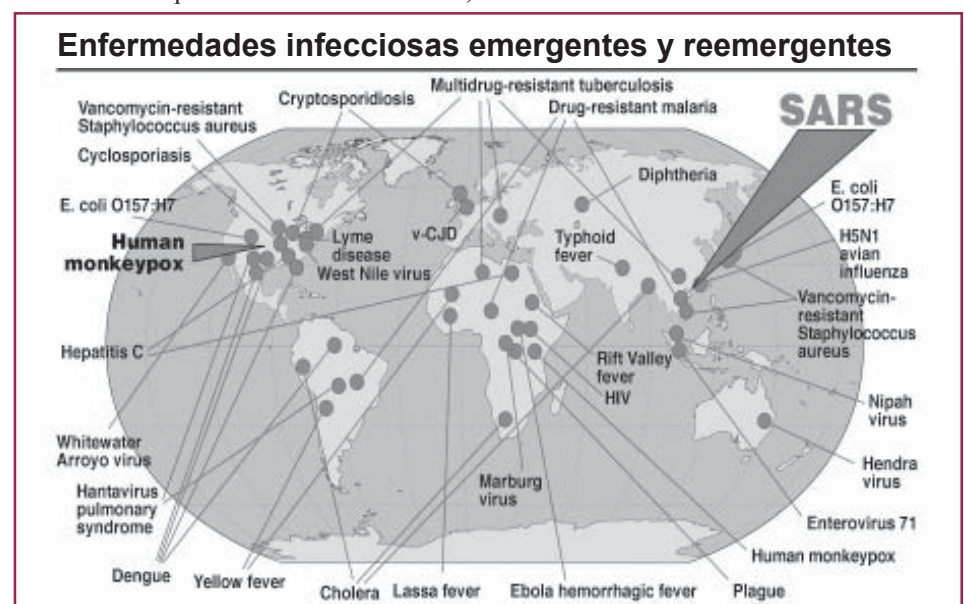 Enfermedades infecciosas emergentes y reemergentes
Multidrug-resistant tuberculosis
Cryptosporidiosis
Drug-resistant malaria
Vancomycin-resistant
Staphylococcus aureus
SARS
Cyclosporiasis
Diphtheria
E. coli
O157:H7
E. coli O157:H7
v-CJD
Typhoid
fever
Human
monkeypox
Lyme
disease
West Nile virus
H5N1
avian
influenza
Vancomycin-
resistant
Staphylococcus
aureus
Hepatitis C
Rift Valley
fever
HIV
Nipah
virus
Whitewater
Arroyo virus
Hendra
virus
Hantavirus
pulmonary
syndrome
Marburg
virus
Enterovirus 71
Human monkeypox
Dengue
Yellow fever
Cholera
Lassa fever
Ebola hemorrhagic fever
Plague